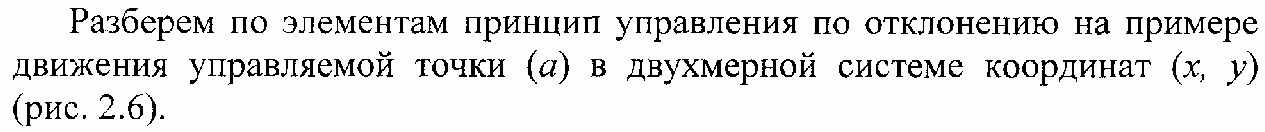 Разберем по элементам принцип управления по отклонению на примере
движения управляемой точки (a) в двухмерной системе координат (x, y)
(рис. 2.6).